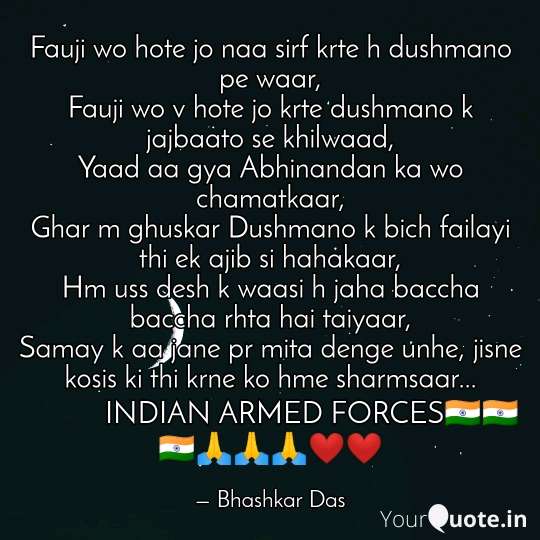 Fauji wo hote jo naa sirf krte h dushmano
pe waar,
Fauji wo v hote jo krte dushmano k
jajbaato se khilwaad,
Yaad aa gya Abhinandan ka wo
chamatkaar,
Ghar m ghuskar Dushmano k bich failayi
thi ek ajib si hahakaar,
Hm uss desh k waasi h jaha baccha
baccha rhta hai taiyaar,
Samay k aa jane pr mita denge unhe, jisne
kosis ki thi krne ko hme sharmsaar...
INDIAN ARMED FORCES🇮🇳🇮🇳
🇮🇳🙏🙏🙏❤️❤️
– Bhashkar Das
YourQuote.in